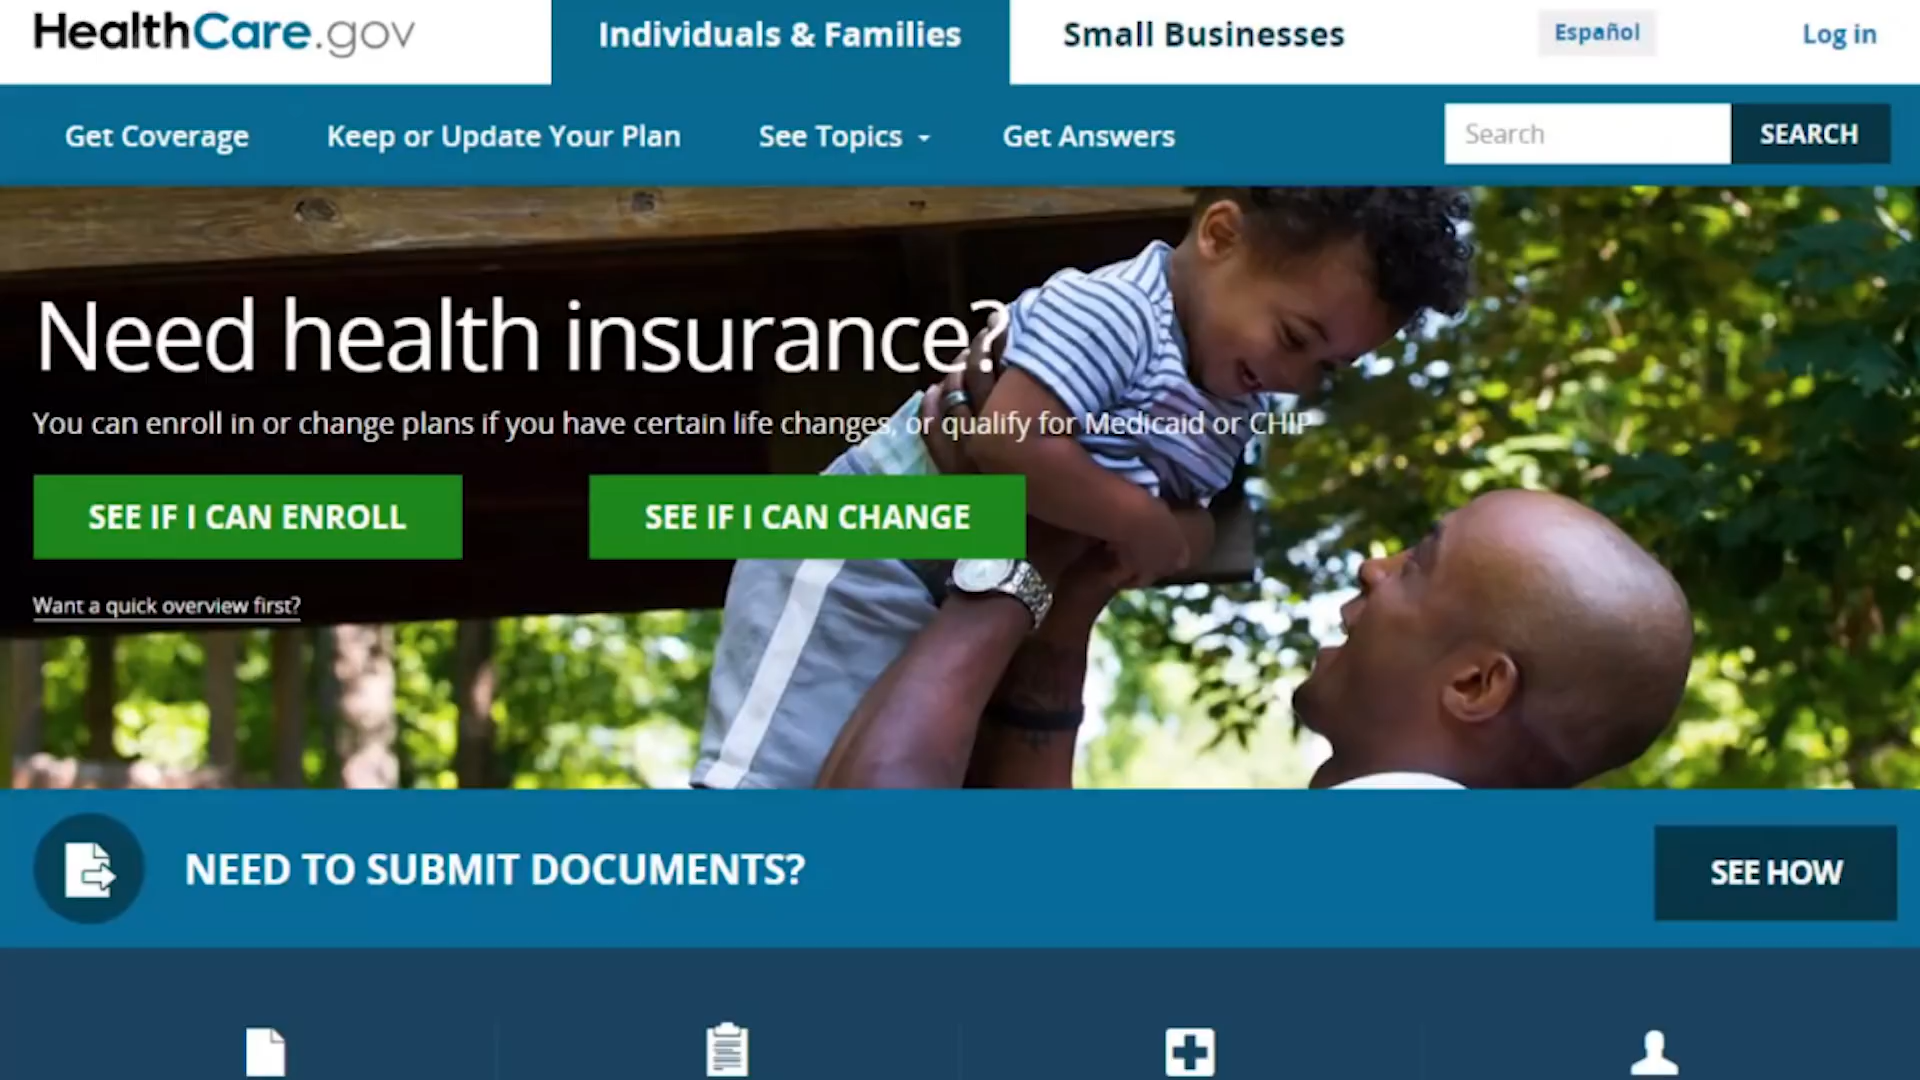 HealthCare.gov
Individuals & Families
Small Businesses
Español
Log in
Get Coverage
Keep or Update Your Plan
See Topics
Get Answers
Search
SEARCH
Need health insurance?
You can enroll in or change plans if you have certain life changes, or qualify for Medicaid or CHIP
SEE IF I CAN ENROLL
SEE IF I CAN CHANGE
Want a quick overview first?
NEED TO SUBMIT DOCUMENTS?
SEE HOW